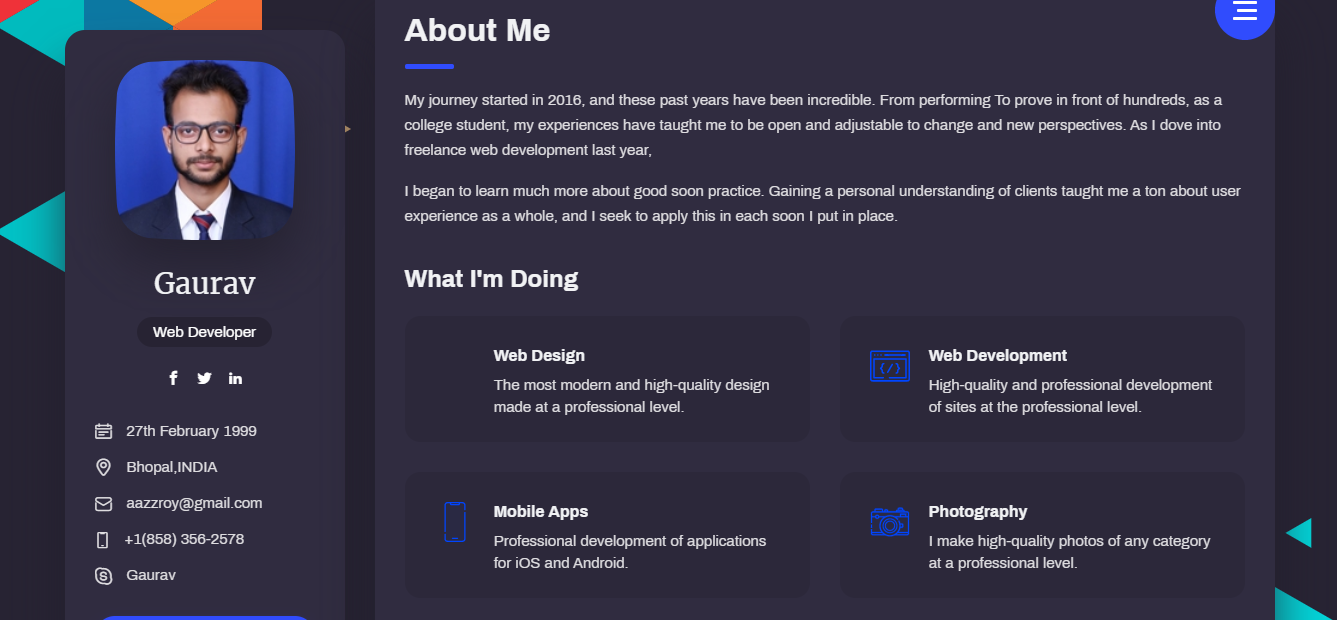 Gaurav
Web Developer
27th February 1999
Bhopal,INDIA
aazzroy@gmail.com
+1(858) 356-2578
Gaurav
About Me
My journey started in 2016, and these past years have been incredible. From performing To prove in front of hundreds, as a
college student, my experiences have taught me to be open and adjustable to change and new perspectives. As I dove into
freelance web development last year,
I began to learn much more about good soon practice. Gaining a personal understanding of clients taught me a ton about user
experience as a whole, and I seek to apply this in each soon I put in place.
What I'm Doing
Web Design
The most modern and high-quality design
made at a professional level.
Web Development
High-quality and professional development
of sites at the professional level.
Mobile Apps
Professional development of applications
for iOS and Android.
Photography
I make high-quality photos of any category
at a professional level.